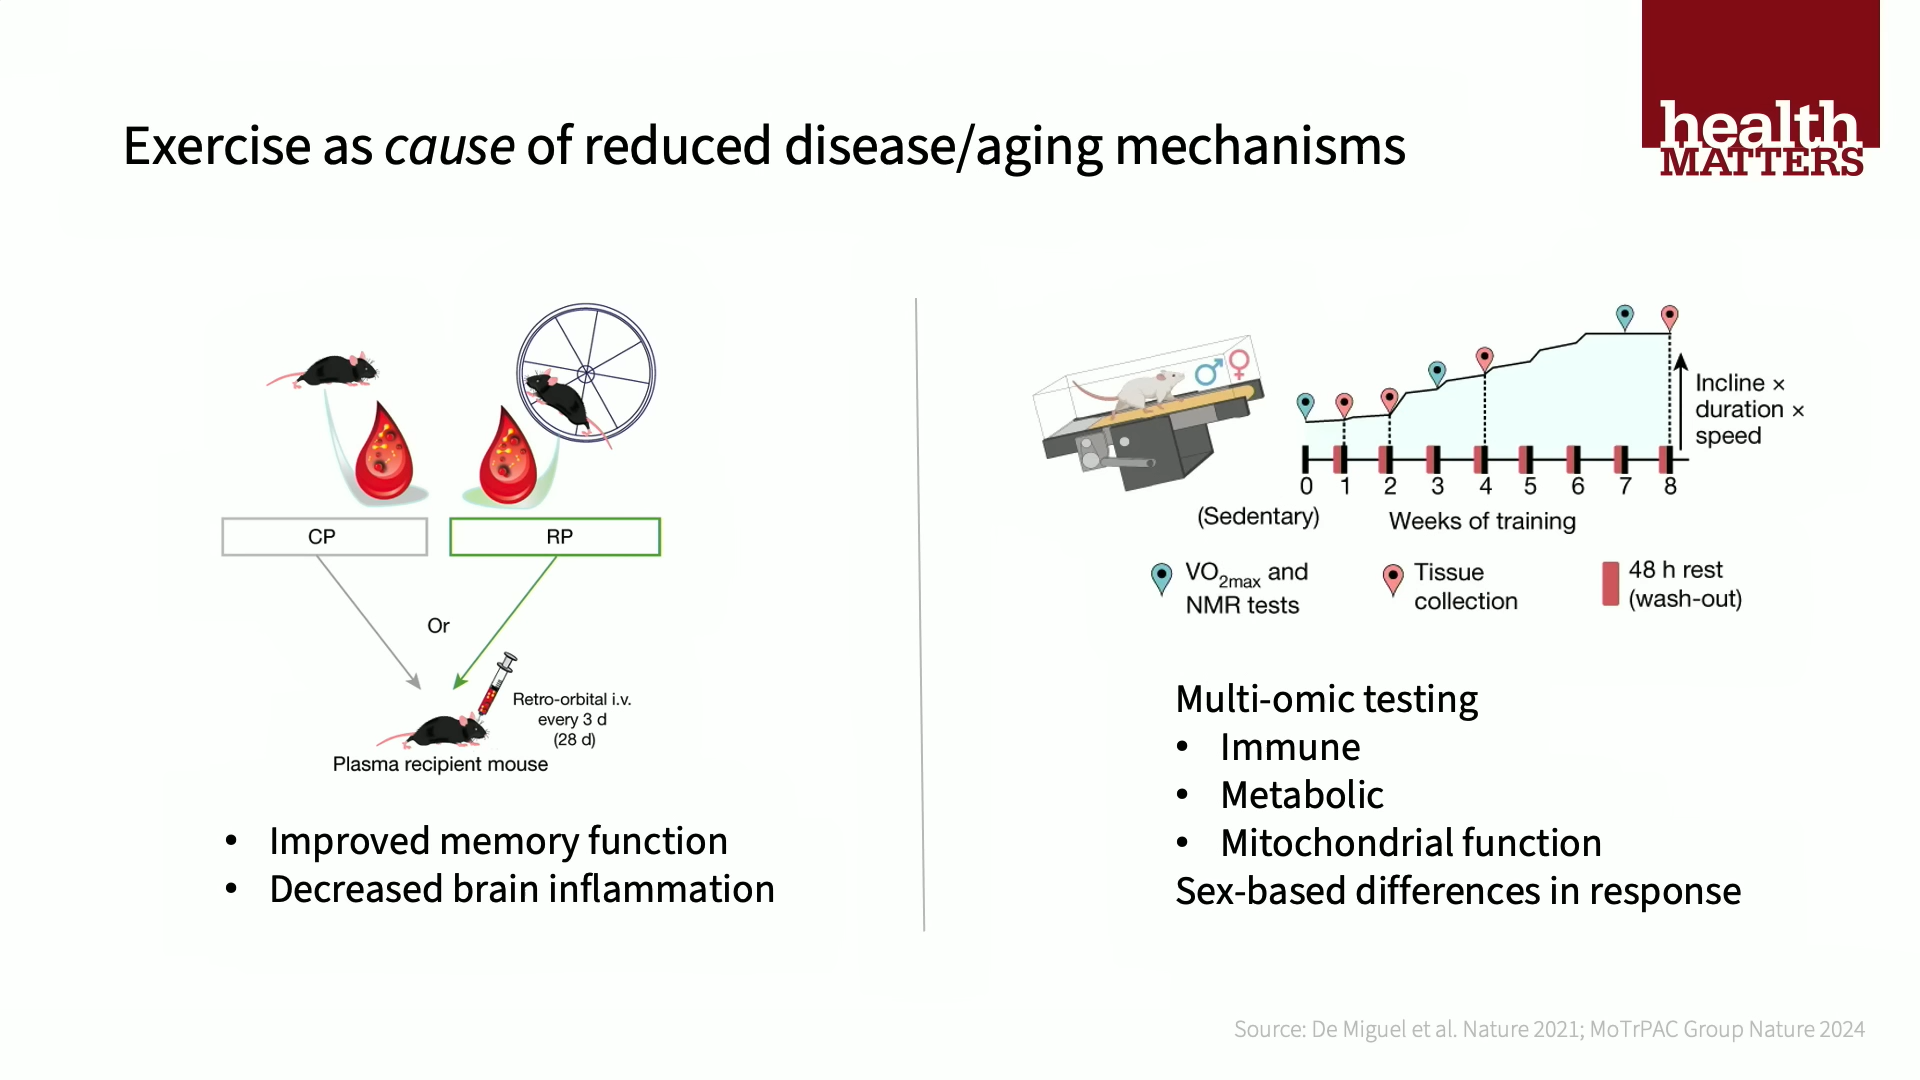 health
MATTERS
Exercise as cause of reduced disease/aging mechanisms
CP
RP
Or
Retro-orbital i.v.
every 3 d
(28 d)
Plasma recipient mouse
• Improved memory function
• Decreased brain inflammation
♂ ♀
Incline ×
duration ×
speed
0 1 2 3 4 5 6 7 8
(Sedentary)
Weeks of training
VO2max and
NMR tests
Tissue
collection
48 h rest
(wash-out)
Multi-omic testing
• Immune
• Metabolic
• Mitochondrial function
Sex-based differences in response
Source: De Miguel et al. Nature 2021; MoTrPAC Group Nature 2024